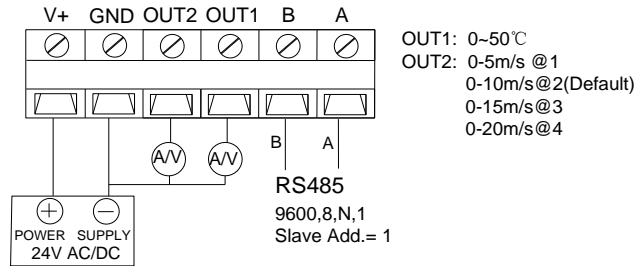 V+ GND OUT2 OUT1 B A
OUT1: 0~50℃
OUT2: 0-5m/s @1
0-10m/s@2(Default)
0-15m/s@3
0-20m/s@4
A/V A/V
B A
RS485
9600,8,N,1
Slave Add.= 1
+ −
POWER SUPPLY
24V AC/DC